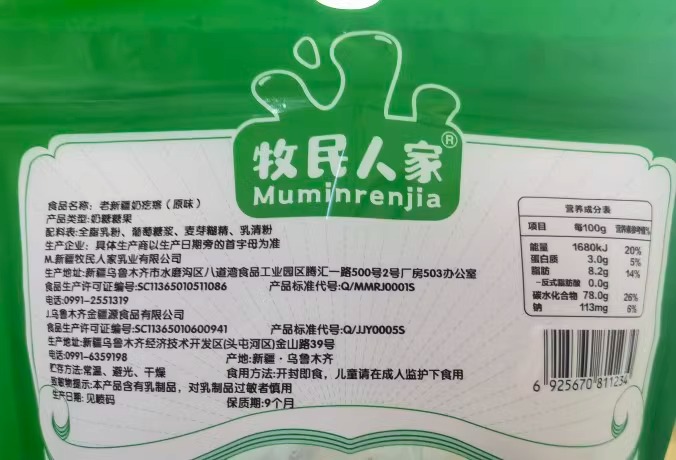 牧民人家®
Muminrenjia
食品名称: 老新疆奶疙瘩（原味）
产品类型:奶糖糖果
配料表:全脂乳粉、葡萄糖浆、麦芽糊精、乳清粉
生产企业: 具体生产商以生产日期旁的首字母为准
M.新疆牧民人家乳业有限公司
生产地址:新疆乌鲁木齐市水磨沟区八道湾食品工业园区腾汇一路500号2号厂房503办公室
食品生产许可证编号:SC11365010511086 产品标准代号:Q/MMRJ0001S
电话:0991-2551319
J.乌鲁木齐金疆源食品有限公司
食品生产许可证编号:SC11365010600941 产品标准代号:Q/JJY0005S
生产地址:新疆乌鲁木齐经济技术开发区(头屯河区)金山路39号
电话:0991-6359198 产地:新疆·乌鲁木齐
贮存方法:常温、避光、干燥 食用方法:开封即食，儿童请在成人监护下食用
致敏物提示:本产品含有乳制品，对乳制品过敏者慎用
生产日期: 见喷码 保质期:9个月
营养成分表
项目 每100g 营养素参考值%
能量 1680kJ 20%
蛋白质 3.0g 5%
脂肪 8.2g 14%
-反式脂肪酸 0.0g
碳水化合物 78.0g 26%
钠 113mg 6%
6 925670 811234